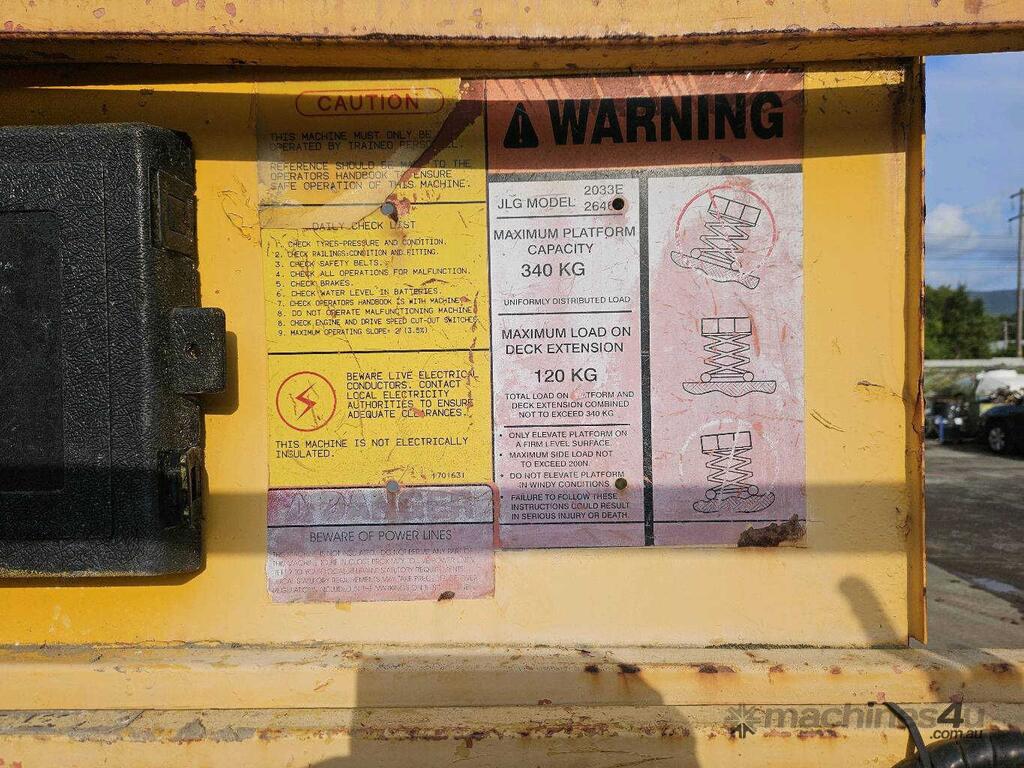 CAUTION
THIS MACHINE MUST ONLY BE
OPERATED BY TRAINED
REFERENCE SHOULD BE MADE TO THE
OPERATORS HANDBOOK TO ENSURE
SAFE OPERATION OF THIS MACHINE.
DAILY CHECK LIST
1. CHECK TYRES-PRESSURE AND CONDITION.
2. CHECK RAILINGS:CONDITION AND FITTING.
3. CHECK SAFETY BELTS.
4. CHECK ALL OPERATIONS FOR MALFUNCTION.
5. CHECK BRAKES.
6. CHECK WATER LEVEL IN BATTERIES.
7. CHECK OPERATORS HANDBOOK IS WITH MACHINE
8. DO NOT OPERATE MALFUNCTIONING MACHINE
8. CHECK ENGINE AND DRIVE SPEED CUT-OUT SWITCHES
9. MAXIMUM OPERATING SLOPE: 2° (3.5%)
BEWARE LIVE ELECTRICAL
CONDUCTORS. CONTACT
LOCAL ELECTRICITY
AUTHORITIES TO ENSURE
ADEQUATE CLEARANCES.
THIS MACHINE IS NOT ELECTRICALLY
INSULATED.
1701631
DANGER
BEWARE OF POWER LINES
WARNING
JLG MODEL 2033E
2646
MAXIMUM PLATFORM
CAPACITY
340 KG
UNIFORMLY DISTRIBUTED LOAD
MAXIMUM LOAD ON
DECK EXTENSION
120 KG
TOTAL LOAD ON PLATFORM AND
DECK EXTENSION COMBINED
NOT TO EXCEED 340 KG
• ONLY ELEVATE PLATFORM ON
A FIRM LEVEL SURFACE.
• MAXIMUM SIDE LOAD NOT
TO EXCEED 200N.
• DO NOT ELEVATE PLATFORM
IN WINDY CONDITIONS
• FAILURE TO FOLLOW THESE
INSTRUCTIONS COULD RESULT
IN SERIOUS INJURY OR DEATH.
machines4u
.com.au